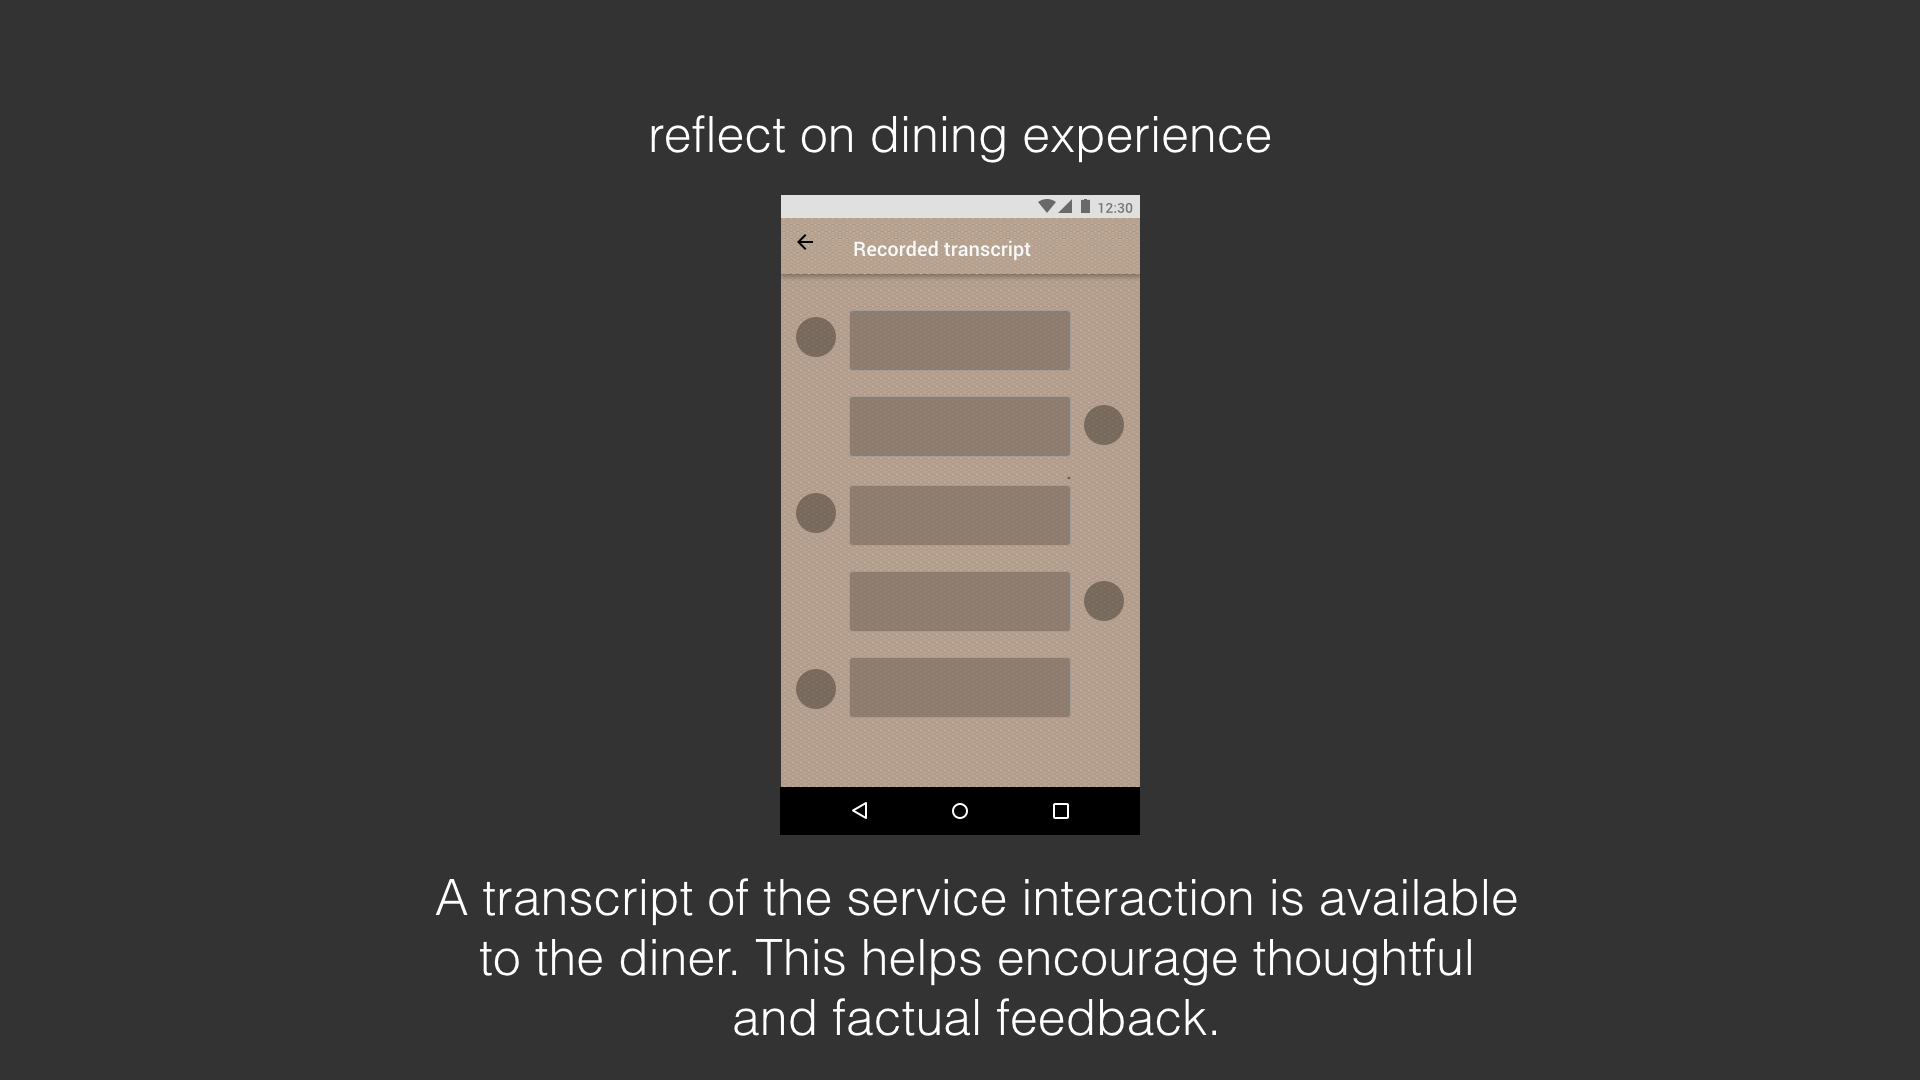 reflect on dining experience
12:30
Recorded transcript
A transcript of the service interaction is available
to the diner. This helps encourage thoughtful
and factual feedback.